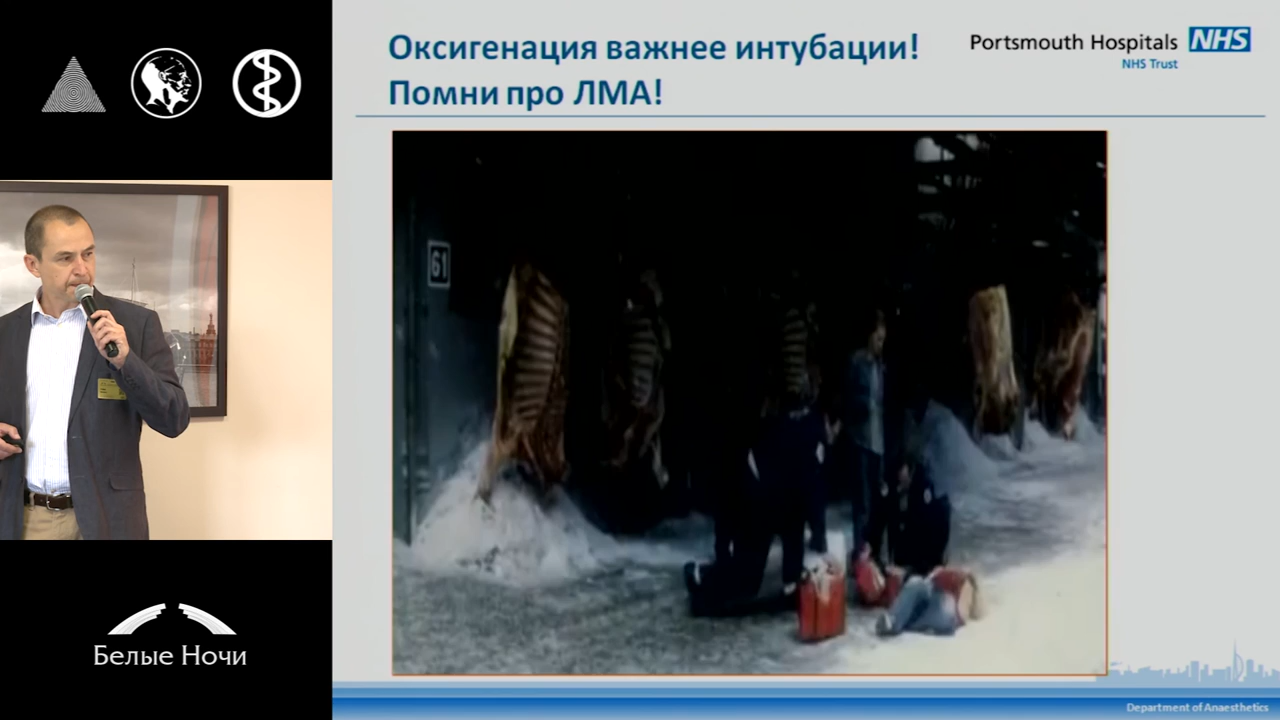 Оксигенация важнее интубации!
Помни про ЛМА!
Portsmouth Hospitals NHS
NHS Trust
61
Белые Ночи
Department of Anaesthetics